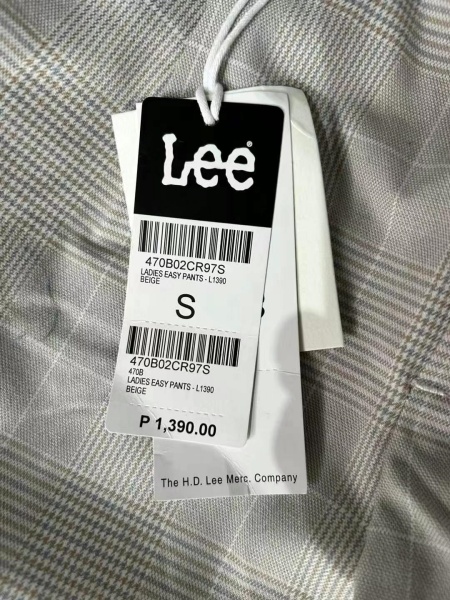 Lee®
470B02CR97S
LADIES EASY PANTS - L1390
BEIGE
S
470B02CR97S
470B
LADIES EASY PANTS - L1390
BEIGE
P 1,390.00
The H.D. Lee Merc. Company